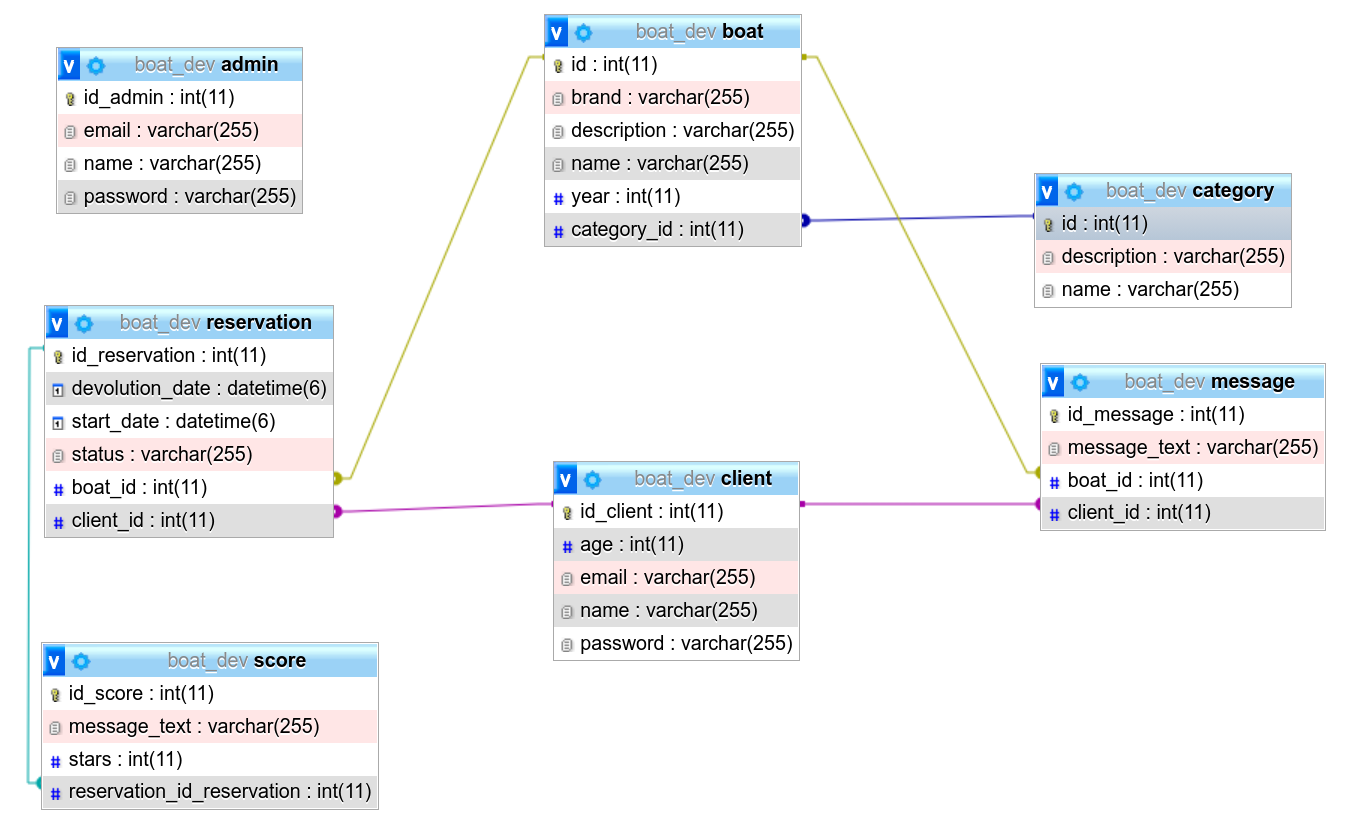 v boat_dev admin
id_admin : int(11)
email : varchar(255)
name : varchar(255)
password : varchar(255)
v boat_dev boat
id : int(11)
brand : varchar(255)
description : varchar(255)
name : varchar(255)
# year : int(11)
# category_id : int(11)
v boat_dev category
id : int(11)
description : varchar(255)
name : varchar(255)
v boat_dev reservation
id_reservation : int(11)
devolution_date : datetime(6)
start_date : datetime(6)
status : varchar(255)
# boat_id : int(11)
# client_id : int(11)
v boat_dev client
id_client : int(11)
# age : int(11)
email : varchar(255)
name : varchar(255)
password : varchar(255)
v boat_dev message
id_message : int(11)
message_text : varchar(255)
# boat_id : int(11)
# client_id : int(11)
v boat_dev score
id_score : int(11)
message_text : varchar(255)
# stars : int(11)
# reservation_id_reservation : int(11)